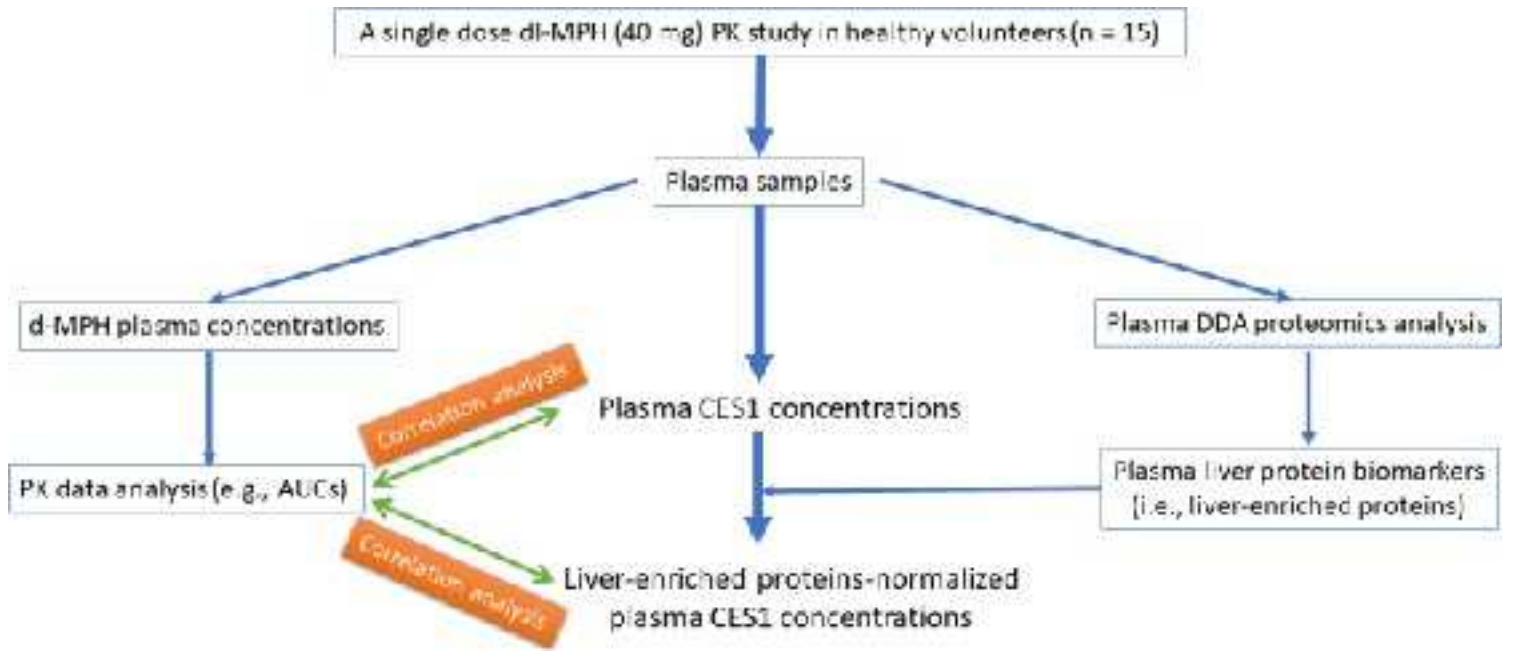 A single dose dl-MPH (40 mg) PK study in healthy volunteers (n = 15)
Plasma samples
d-MPH plasma concentrations
Plasma DDA proteomics analysis
Correlation analysis
Plasma CES1 concentrations
PK data analysis (e.g., AUCs)
Plasma liver protein biomarkers
(i.e., liver-enriched proteins)
Correlation analysis
Liver-enriched proteins-normalized
plasma CES1 concentrations